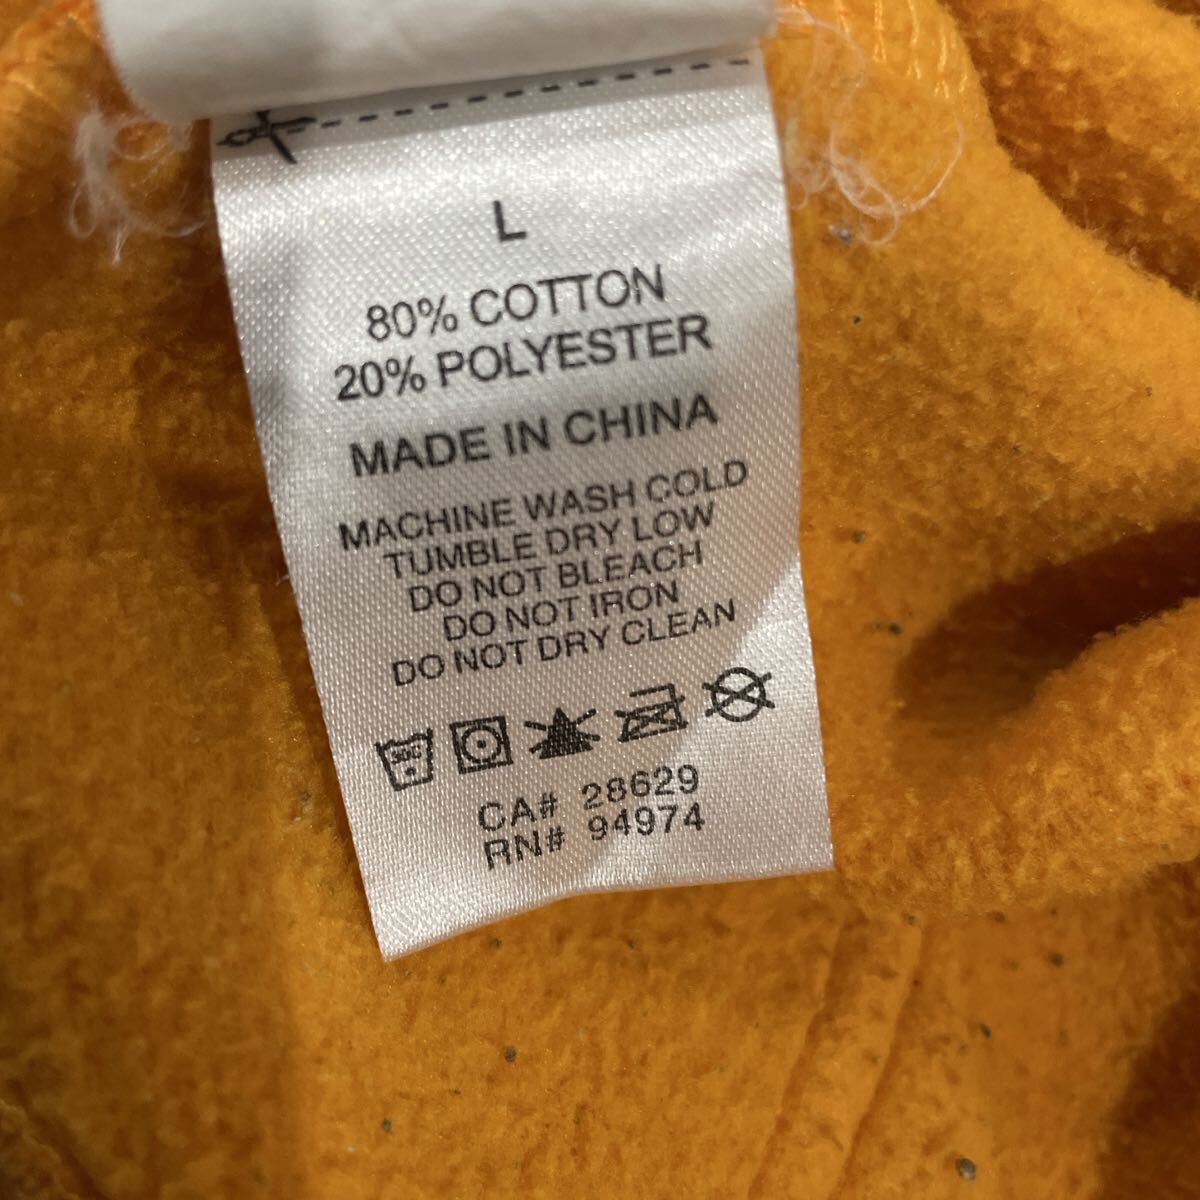 L
80% COTTON
20% POLYESTER
MADE IN CHINA
MACHINE WASH COLD
TUMBLE DRY LOW
DO NOT BLEACH
DO NOT IRON
DO NOT DRY CLEAN
CA# 28629
RN# 94974